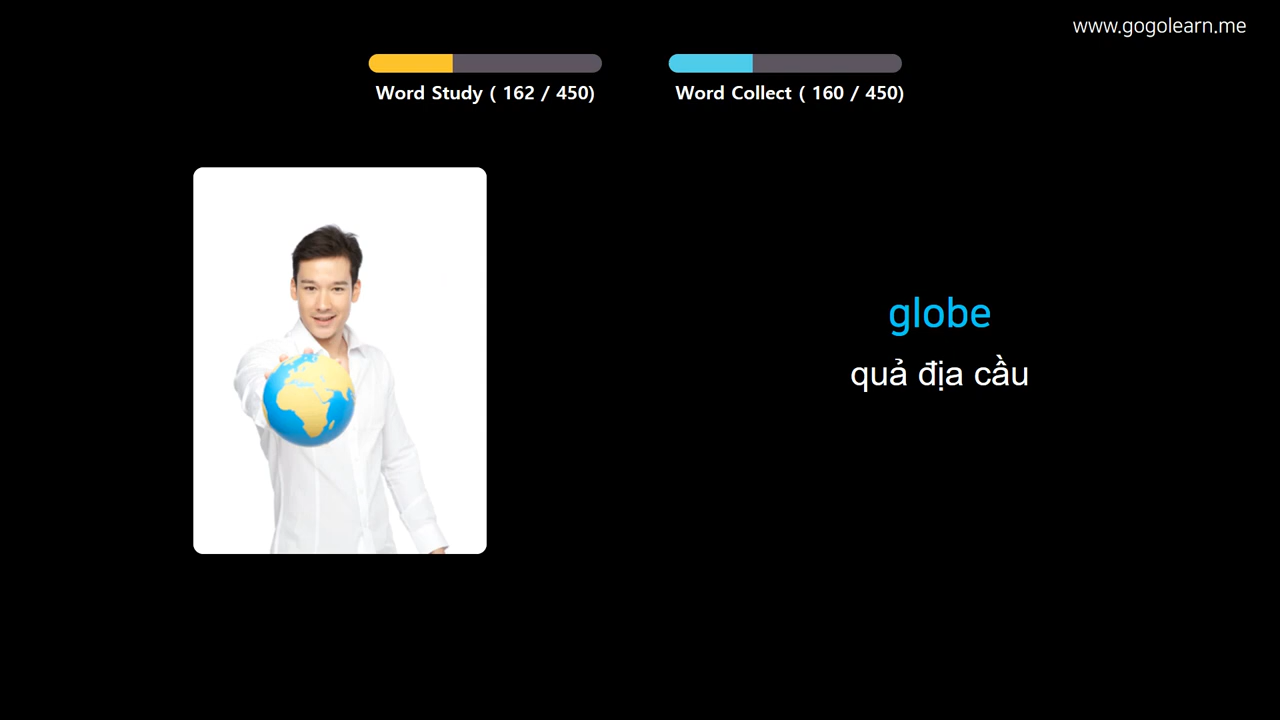 www.gogolearn.me
Word Study ( 162 / 450)
Word Collect ( 160 / 450)
globe
quả địa cầu